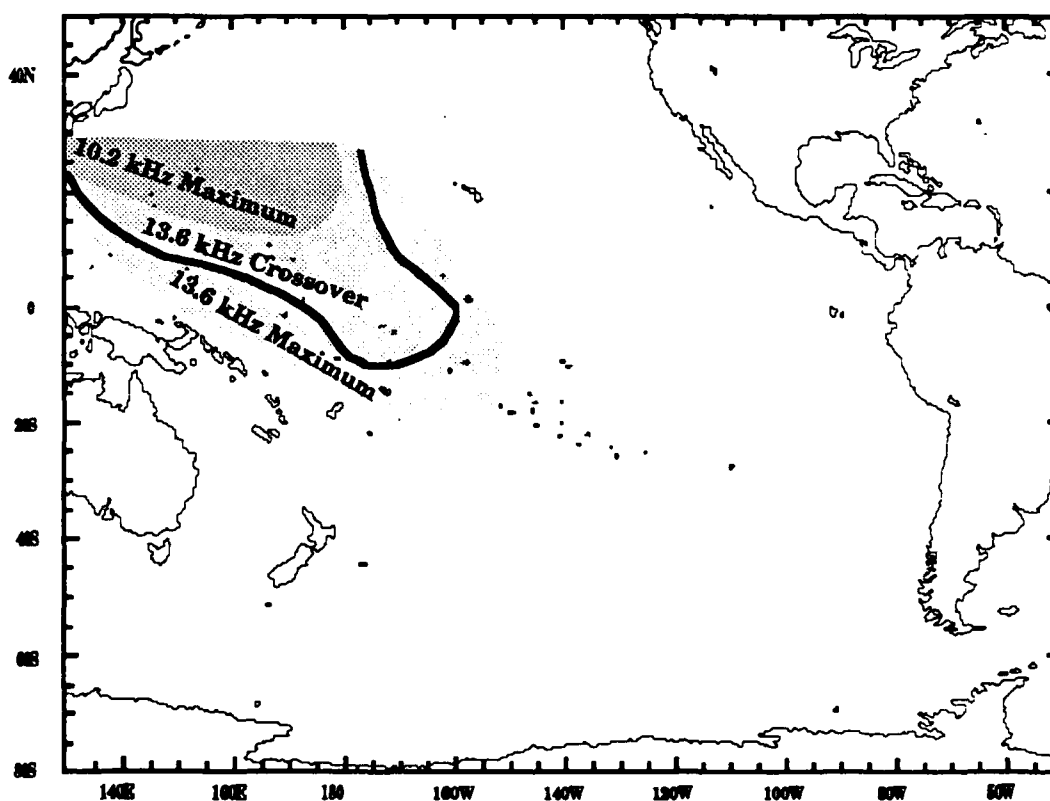 40N
10.2 kHz Maximum
13.6 kHz Crossover
13.6 kHz Maximum
0
20S
40S
60S
80S
140E 160E 180 160W 140W 120W 100W 80W 60W